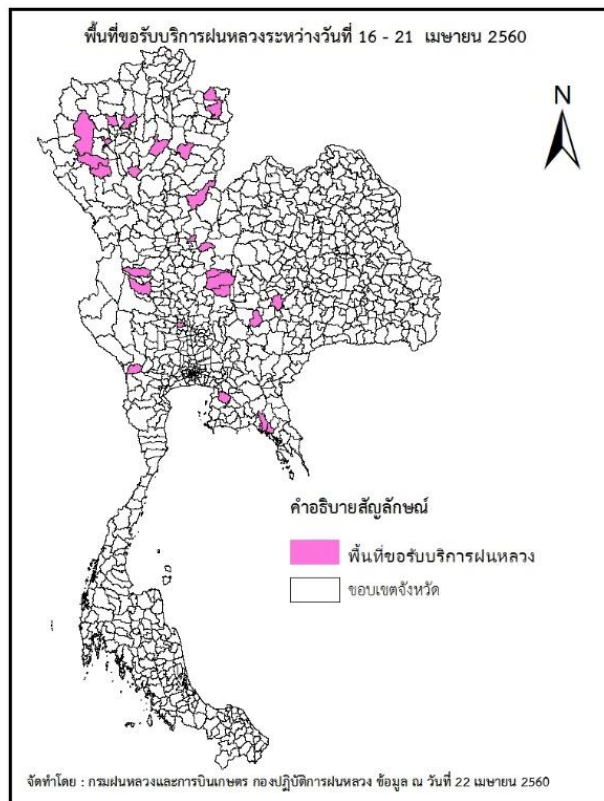 พื้นที่ขอรับบริการฝนหลวงระหว่างวันที่ 16 - 21 เมษายน 2560
N
คำอธิบายสัญลักษณ์
พื้นที่ขอรับบริการฝนหลวง
ขอบเขตจังหวัด
จัดทำโดย : กรมฝนหลวงและการบินเกษตร กองปฏิบัติการฝนหลวง ข้อมูล ณ วันที่ 22 เมษายน 2560